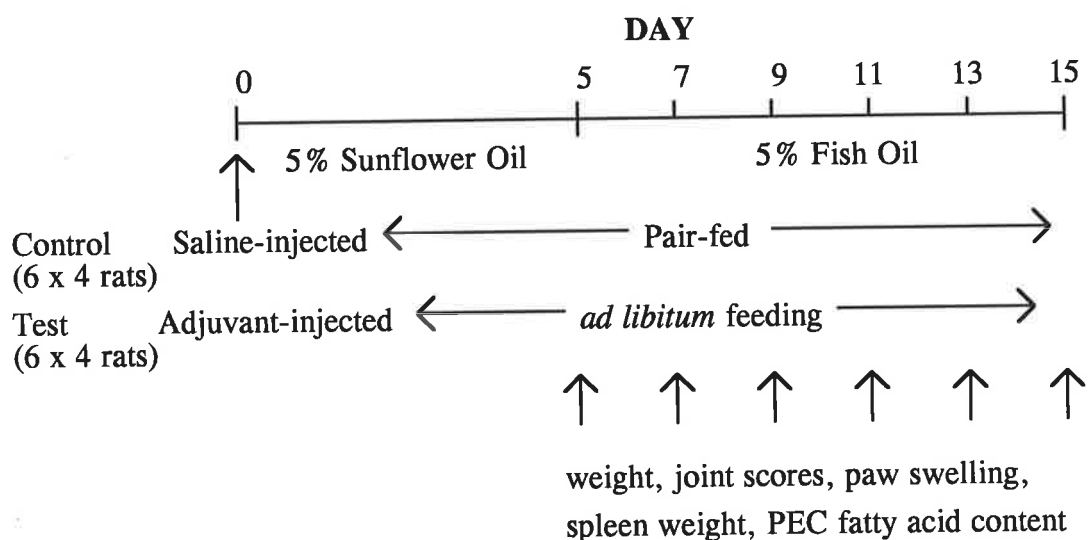 DAY
0 5 7 9 11 13 15
5% Sunflower Oil 5% Fish Oil
Control Saline-injected Pair-fed
(6 x 4 rats)
Test Adjuvant-injected ad libitum feeding
(6 x 4 rats)
weight, joint scores, paw swelling,
spleen weight, PEC fatty acid content